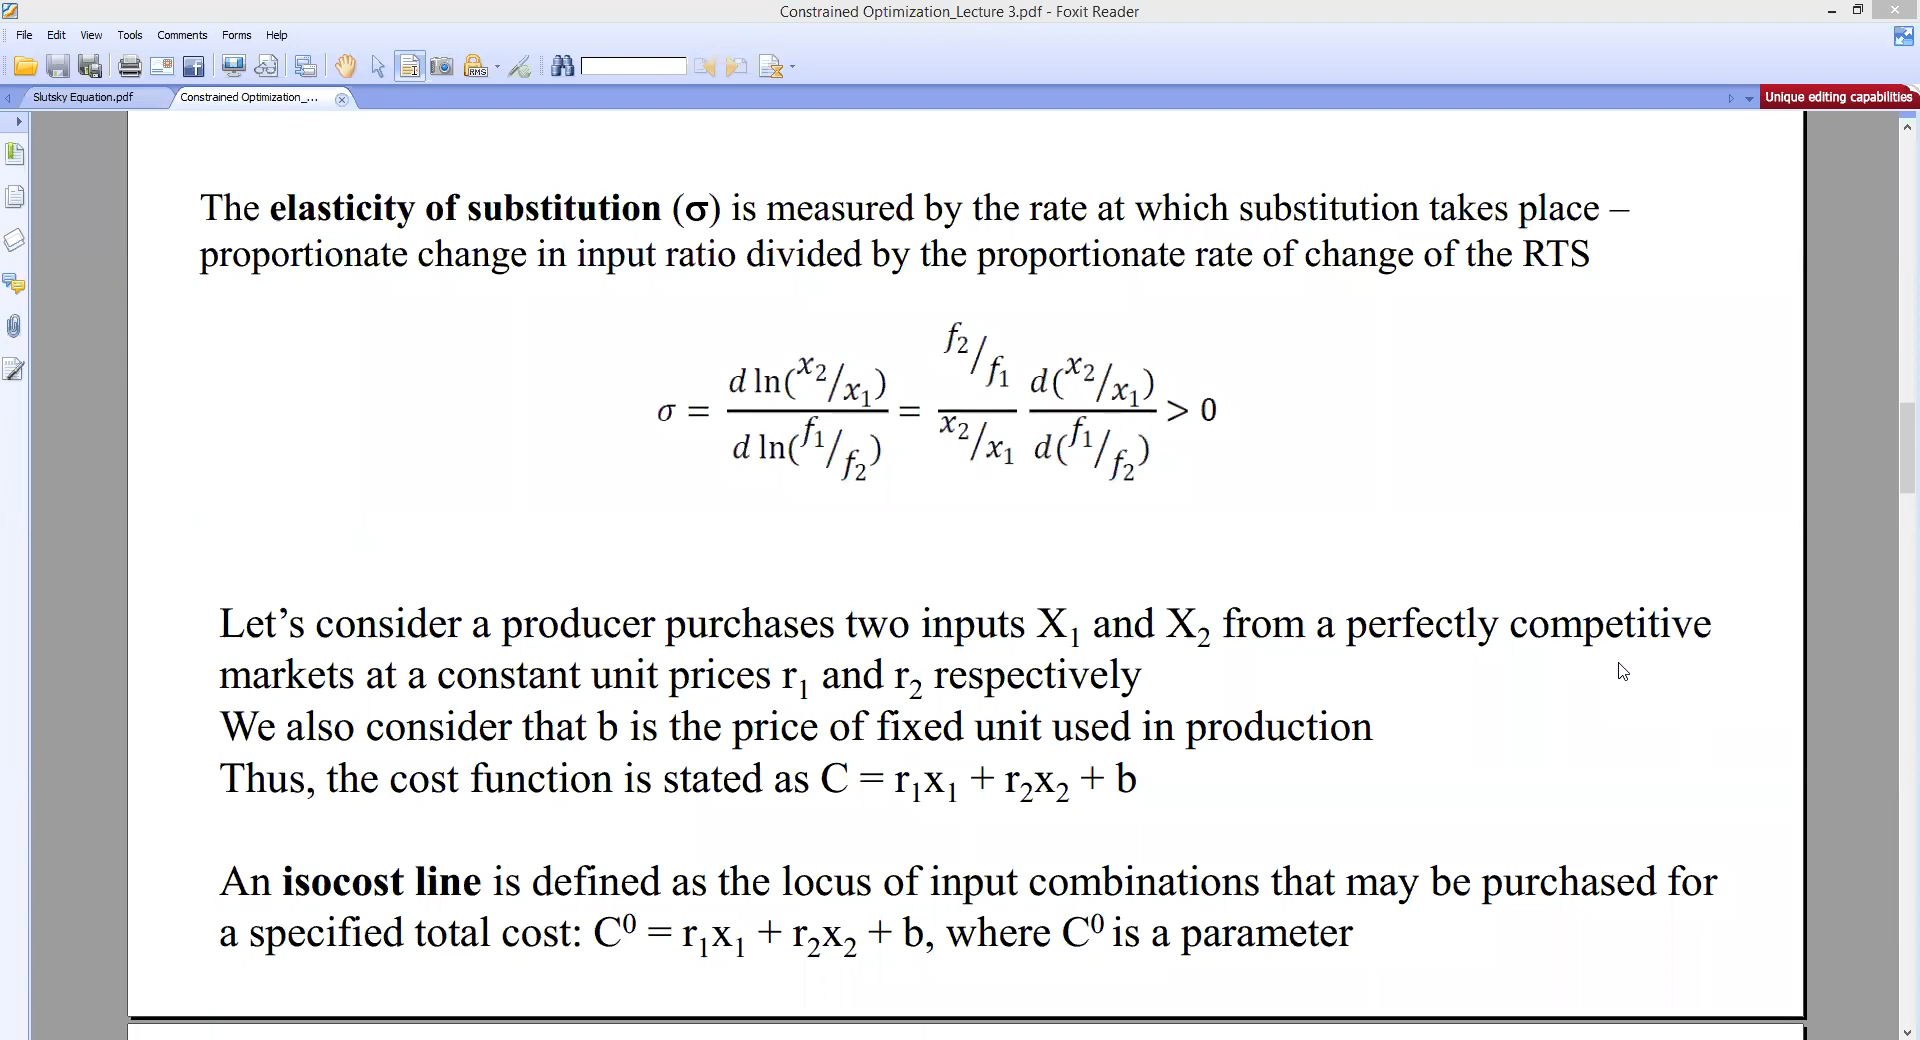 Constrained Optimization_Lecture 3.pdf - Foxit Reader
File Edit View Tools Comments Forms Help
RMS
Slutsky Equation.pdf Constrained Optimization_... Unique editing capabilities
The elasticity of substitution (σ) is measured by the rate at which substitution takes place –
proportionate change in input ratio divided by the proportionate rate of change of the RTS
σ = d ln(x₂/x₁) / d ln(f₁/f₂) = (f₂/f₁) / (x₂/x₁) d(x₂/x₁) / d(f₁/f₂) > 0
Let’s consider a producer purchases two inputs X₁ and X₂ from a perfectly competitive
markets at a constant unit prices r₁ and r₂ respectively
We also consider that b is the price of fixed unit used in production
Thus, the cost function is stated as C = r₁x₁ + r₂x₂ + b
An isocost line is defined as the locus of input combinations that may be purchased for
a specified total cost: C⁰ = r₁x₁ + r₂x₂ + b, where C⁰ is a parameter